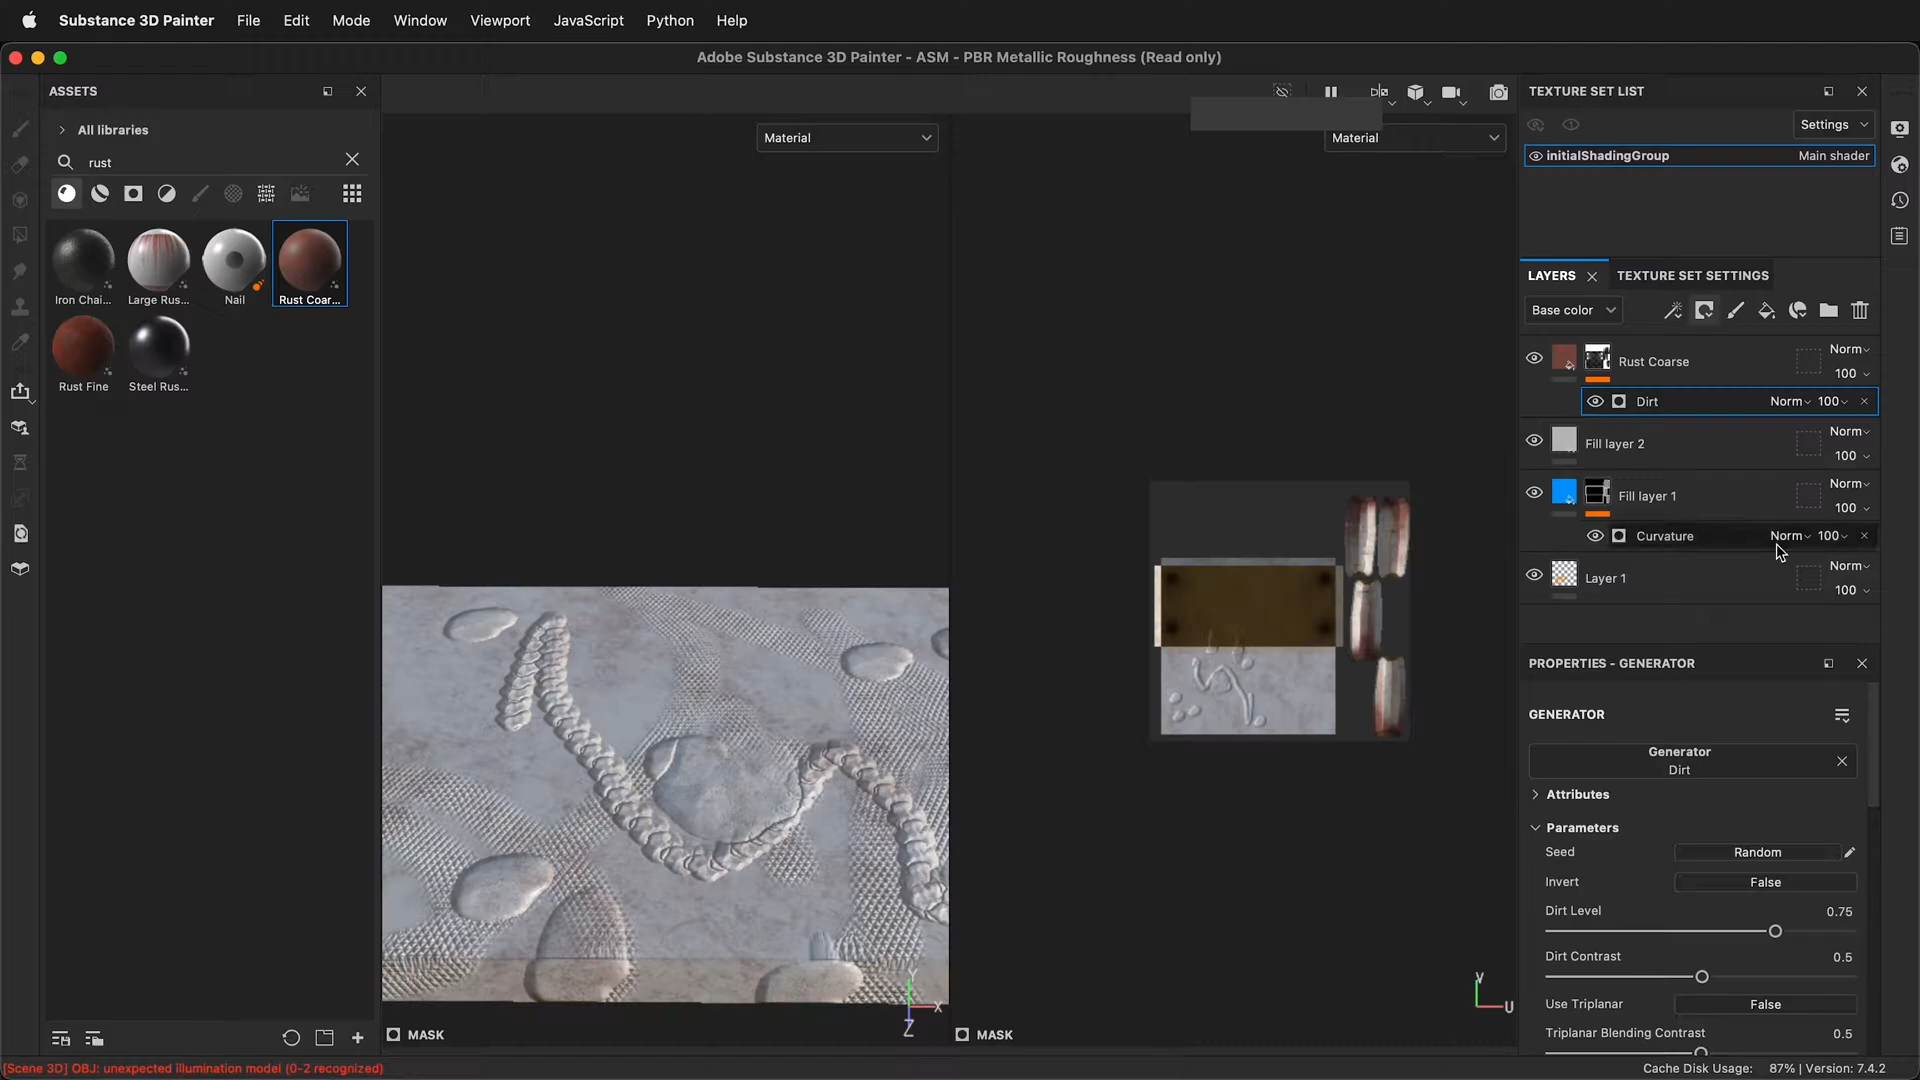 Substance 3D Painter File Edit Mode Window Viewport JavaScript Python Help
Adobe Substance 3D Painter - ASM - PBR Metallic Roughness (Read only)
ASSETS
All libraries
rust
Iron Chai...
Large Rus...
Nail
Rust Coar...
Rust Fine
Steel Rus...
Material
Material
MASK
MASK
Y
X
Z
V
U
TEXTURE SET LIST
Settings
initialShadingGroup Main shader
LAYERS TEXTURE SET SETTINGS
Base color
Norm
Rust Coarse
100
Dirt Norm 100
Norm
Fill layer 2
100
Norm
Fill layer 1
100
Curvature Norm 100
Norm
Layer 1
100
PROPERTIES - GENERATOR
GENERATOR
Generator
Dirt
Attributes
Parameters
Seed Random
Invert False
Dirt Level 0.75
Dirt Contrast 0.5
Use Triplanar False
Triplanar Blending Contrast 0.5
[Scene 3D] OBJ: unexpected illumination model (0-2 recognized)
Cache Disk Usage: 87% | Version: 7.4.2